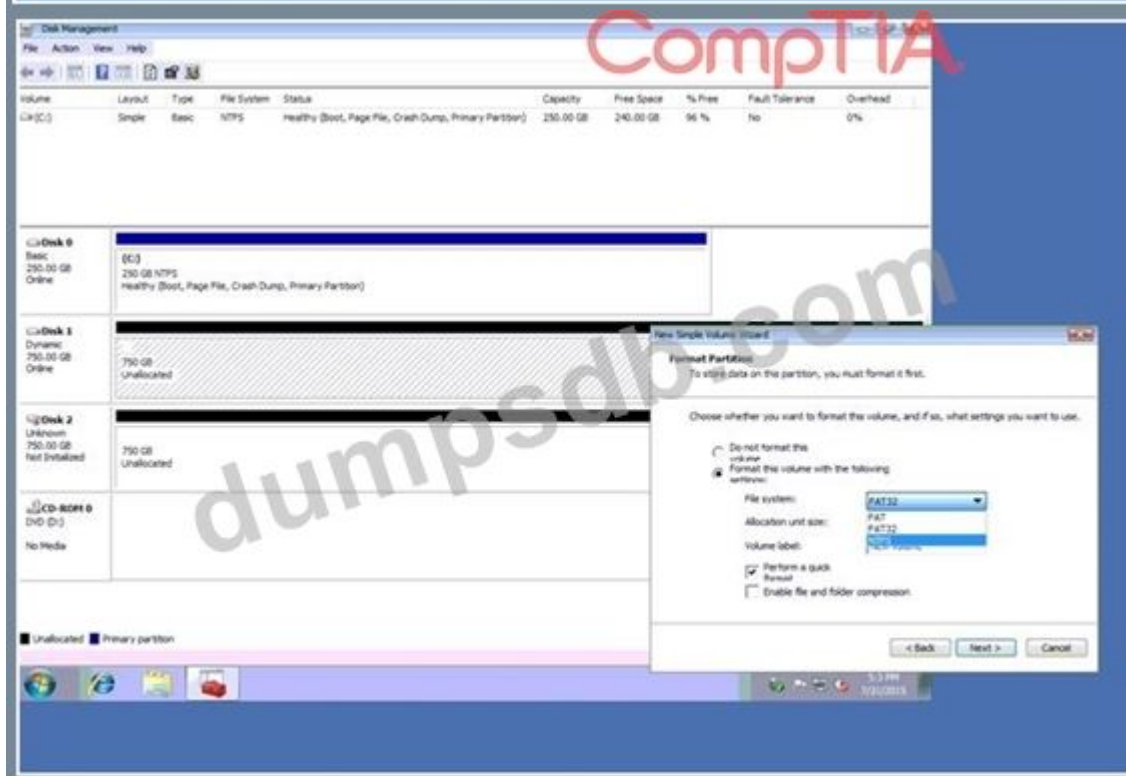 Disk Management
CompTIA
File Action View Help
Volume Layout Type File System Status Capacity Free Space % Free Fault Tolerance Overhead
(C:) Simple Basic NTFS Healthy (Boot, Page File, Crash Dump, Primary Partition) 250.00 GB 240.00 GB 96 % No 0%
Disk 0
Basic
250.00 GB
Online
(C:)
250 GB NTFS
Healthy (Boot, Page File, Crash Dump, Primary Partition)
Disk 1
Dynamic
750.00 GB
Online
750 GB
Unallocated
Disk 2
Unknown
750.00 GB
Not Initialized
750 GB
Unallocated
CD-ROM 0
DVD (D:)
No Media
Unallocated Primary partition
New Simple Volume Wizard
Format Partition
To store data on this partition, you must format it first.
Choose whether you want to format this volume, and if so, what settings you want to use.
Do not format this
volume
Format this volume with the following
settings:
File system: FAT32
FAT
FAT32
NTFS
Allocation unit size:
Volume label:
Perform a quick
format
Enable file and folder compression
< Back Next > Cancel
dumpsdb.com